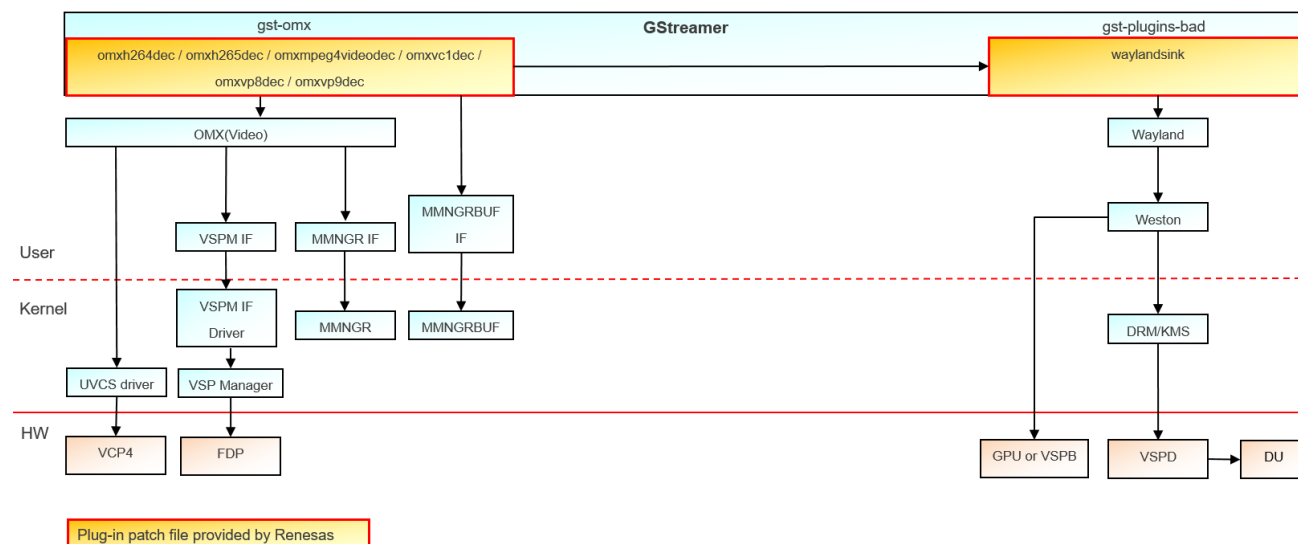 gst-omx
GStreamer
gst-plugins-bad
omxh264dec / omxh265dec / omxmpeg4videodec / omxvc1dec /
omxvp8dec / omxvp9dec
waylandsink
OMX(Video)
Wayland
MMNGRBUF
IF
VSPM IF
MMNGR IF
Weston
User
Kernel
VSPM IF
Driver
MMNGR
MMNGRBUF
DRM/KMS
UVCS driver
VSP Manager
HW
VCP4
FDP
GPU or VSPB
VSPD
DU
Plug-in patch file provided by Renesas